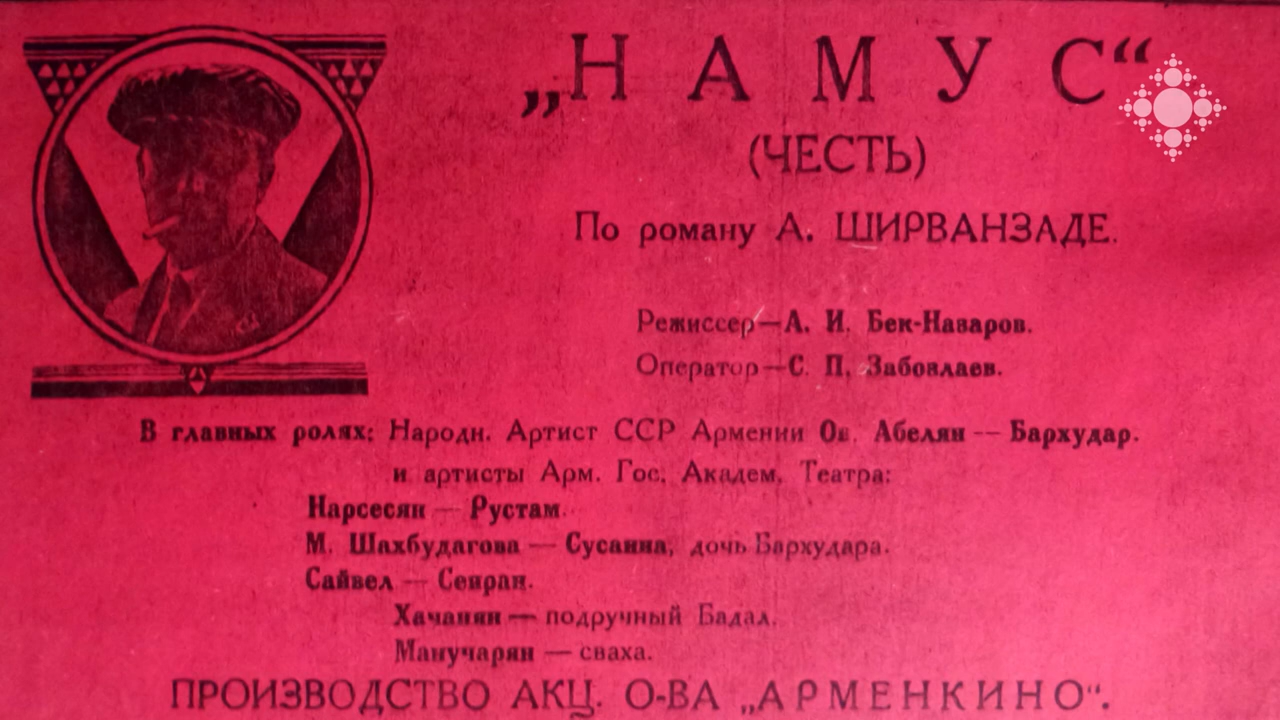 „НАМУС“
(ЧЕСТЬ)
По роману А. ШИРВАНЗАДЕ.
Режиссер—А. И. Бек-Назаров.
Оператор—С. П. Забозлаев.
В главных ролях: Народн. Артист ССР Армении Ов. Абелян — Бархудар.
и артисты Арм. Гос. Академ. Театра:
Нарсесян — Рустам.
М. Шахбудагова — Сусанна, дочь Бархудара.
Сайвел — Сейран.
Хачанян — подручный Бадал.
Манучарян — сваха.
ПРОИЗВОДСТВО АКЦ. О-ВА „АРМЕНКИНО“.